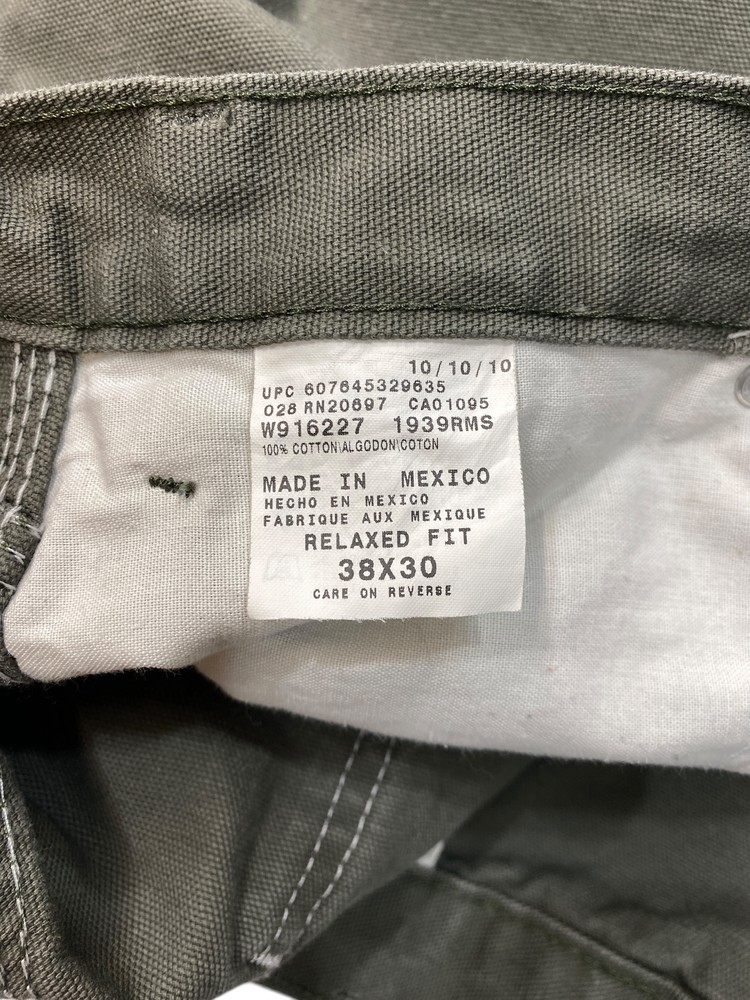 10/10/10
UPC 607645329635
028 RN20697 CA01095
W916227 1939RMS
100% COTTON\ALGODON\COTON
MADE IN MEXICO
HECHO EN MEXICO
FABRIQUE AUX MEXIQUE
RELAXED FIT
38X30
CARE ON REVERSE